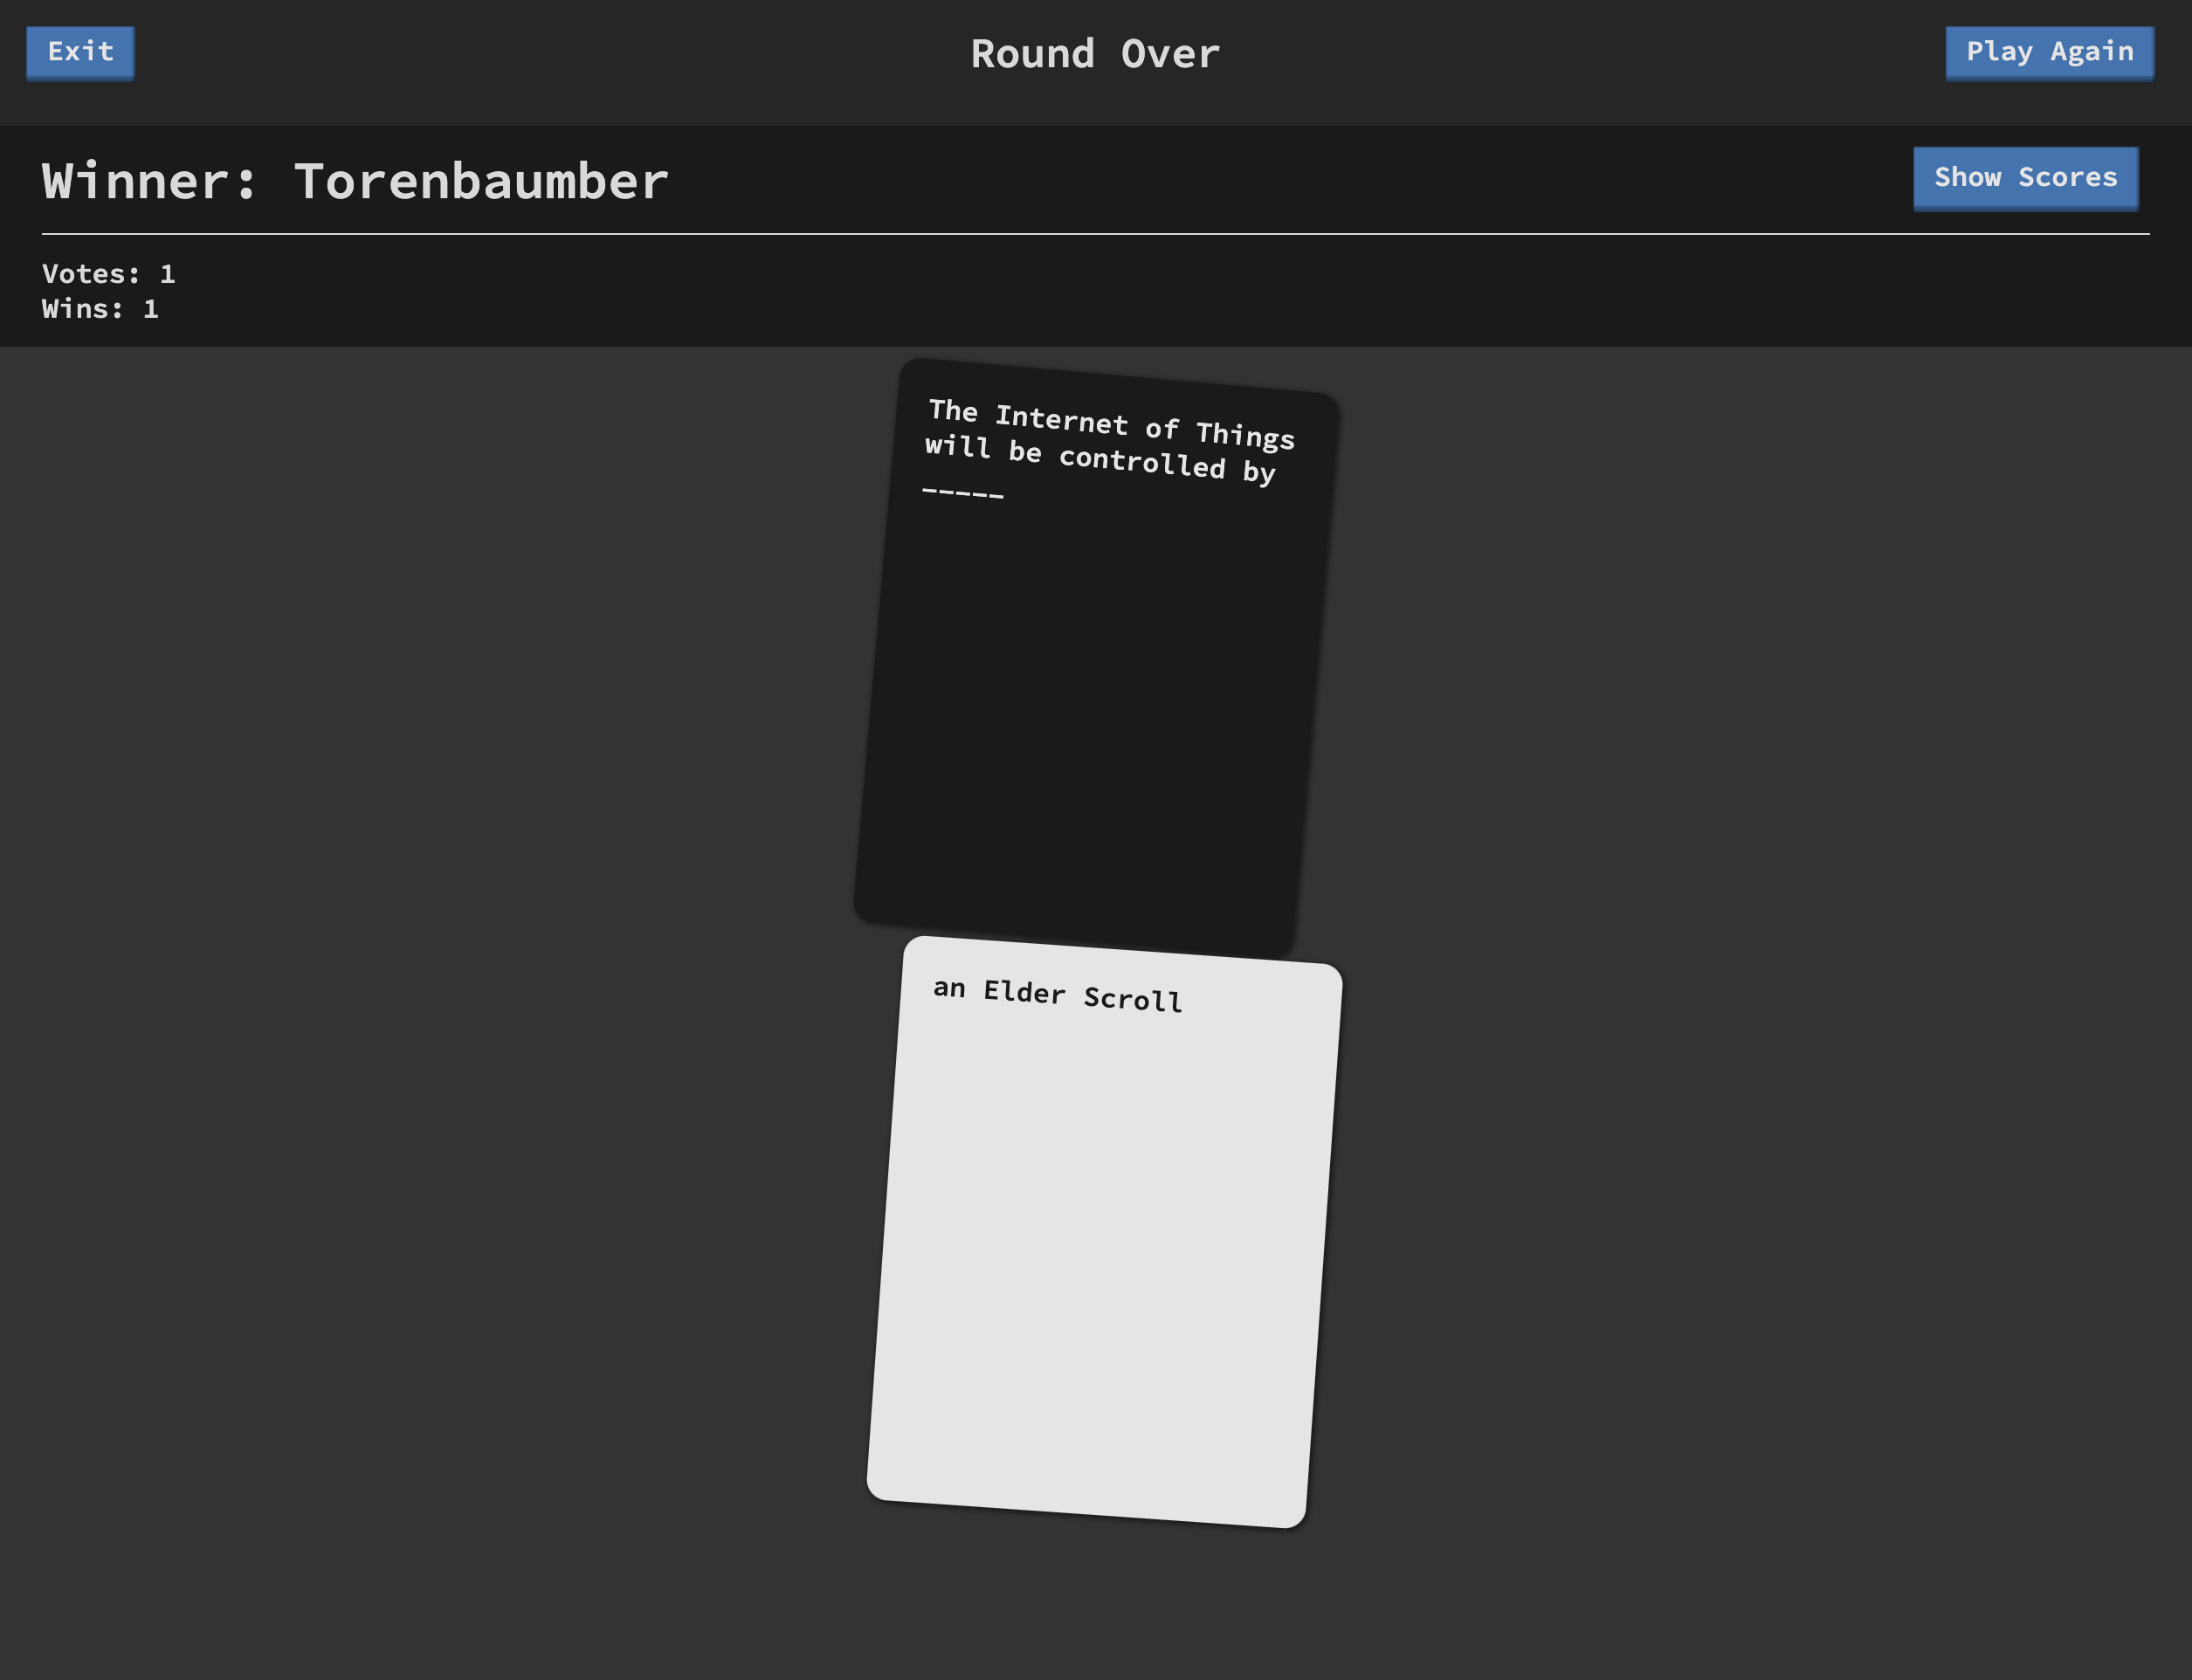 Exit
Round Over
Play Again
Winner: Torenbaumber
Show Scores
Votes: 1
Wins: 1
The Internet of Things
will be controlled by
_____
an Elder Scroll